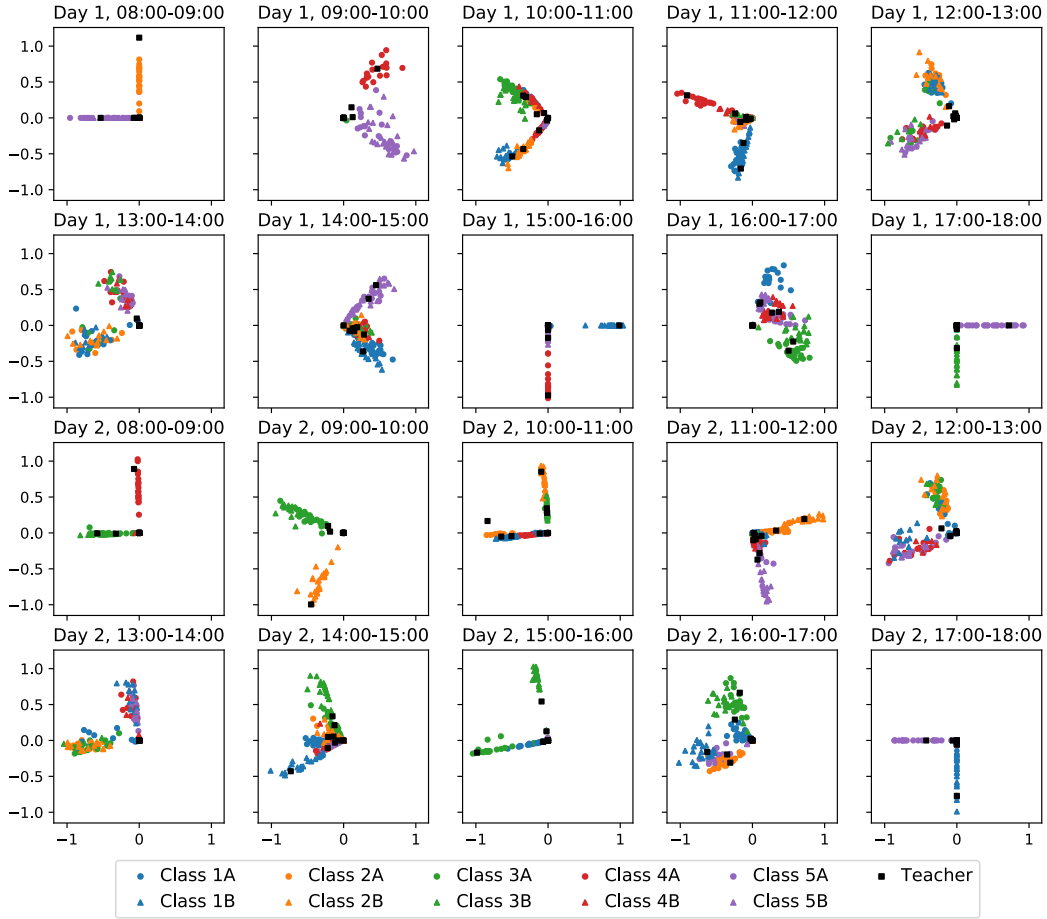 Day 1, 08:00-09:00 Day 1, 09:00-10:00 Day 1, 10:00-11:00 Day 1, 11:00-12:00 Day 1, 12:00-13:00
1.0
0.5
0.0
−0.5
−1.0
Day 1, 13:00-14:00 Day 1, 14:00-15:00 Day 1, 15:00-16:00 Day 1, 16:00-17:00 Day 1, 17:00-18:00
1.0
0.5
0.0
−0.5
−1.0
Day 2, 08:00-09:00 Day 2, 09:00-10:00 Day 2, 10:00-11:00 Day 2, 11:00-12:00 Day 2, 12:00-13:00
1.0
0.5
0.0
−0.5
−1.0
Day 2, 13:00-14:00 Day 2, 14:00-15:00 Day 2, 15:00-16:00 Day 2, 16:00-17:00 Day 2, 17:00-18:00
1.0
0.5
0.0
−0.5
−1.0
−1 0 1 −1 0 1 −1 0 1 −1 0 1 −1 0 1
Class 1A Class 2A Class 3A Class 4A Class 5A Teacher
Class 1B Class 2B Class 3B Class 4B Class 5B